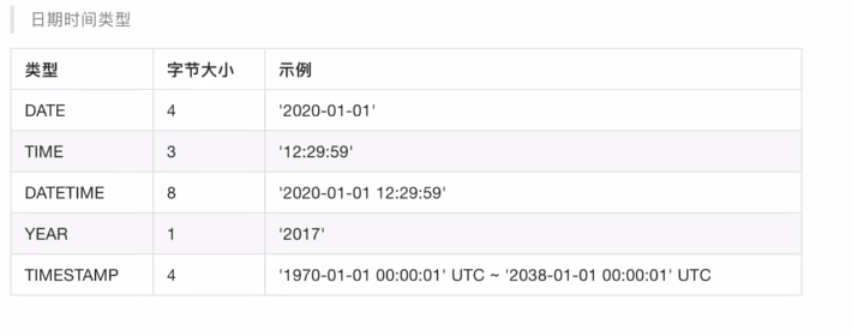 日期时间类型
类型 字节大小 示例
DATE 4 '2020-01-01'
TIME 3 '12:29:59'
DATETIME 8 '2020-01-01 12:29:59'
YEAR 1 '2017'
TIMESTAMP 4 '1970-01-01 00:00:01' UTC ~ '2038-01-01 00:00:01' UTC